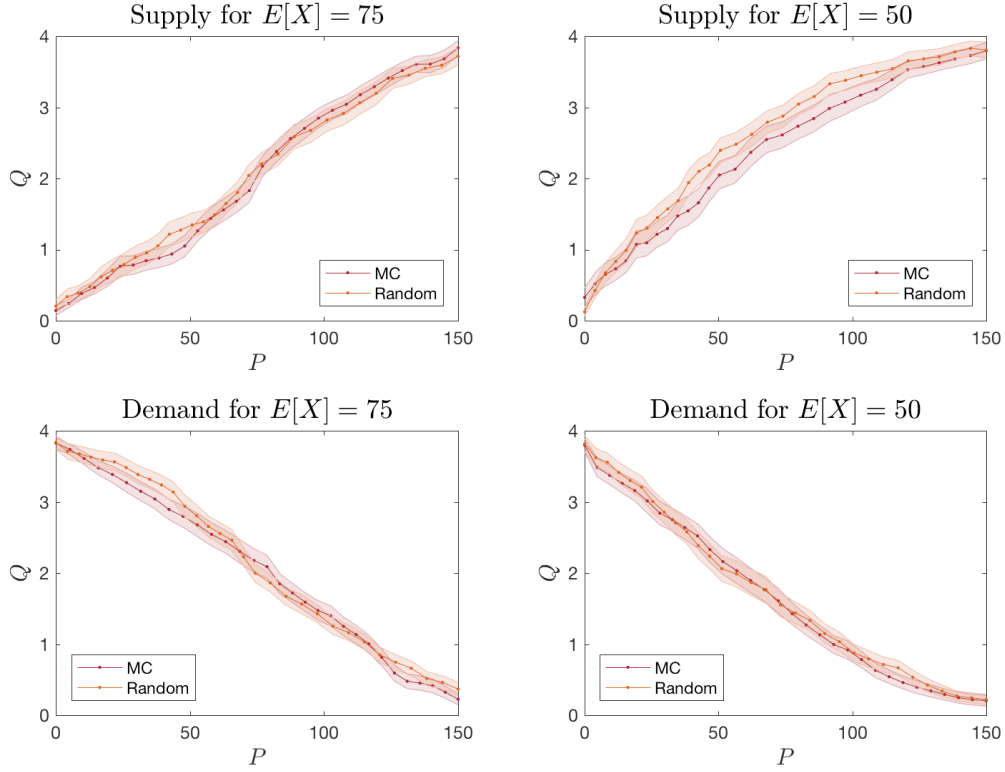 Supply for E[X] = 75
4
3
2
1
0
Q
0 50 100 150
P
MC
Random
Supply for E[X] = 50
4
3
2
1
0
Q
0 50 100 150
P
MC
Random
Demand for E[X] = 75
4
3
2
1
0
Q
0 50 100 150
P
MC
Random
Demand for E[X] = 50
4
3
2
1
0
Q
0 50 100 150
P
MC
Random